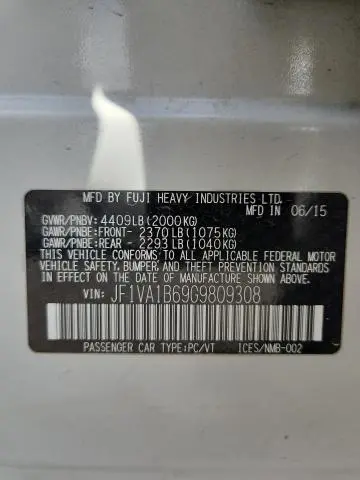 MFD BY FUJI HEAVY INDUSTRIES LTD.
MFD IN 06/15
GVWR/PNBV: 4409LB(2000KG)
GAWR/PNBE:FRONT- 2370LB(1075KG)
GAWR/PNBE:REAR - 2293LB(1040KG)
THIS VEHICLE CONFORMS TO ALL APPLICABLE FEDERAL MOTOR
VEHICLE SAFETY, BUMPER, AND THEFT PREVENTION STANDARDS
IN EFFECT ON THE DATE OF MANUFACTURE SHOWN ABOVE.
VIN: JF1VA1B69G9809308
PASSENGER CAR TYPE:PC/VT ICES/NMB-002